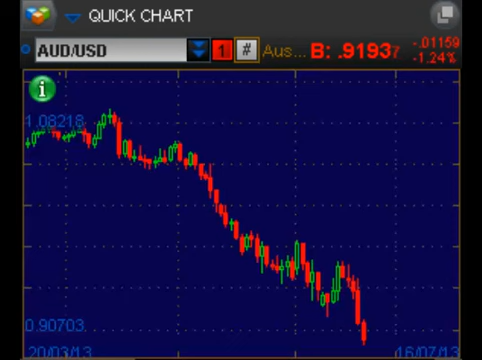 QUICK CHART
AUD/USD 1 # Aus... B: .91937 -.01159
-1.24%
i
1.08218
0.90703
20/03/13 16/07/13